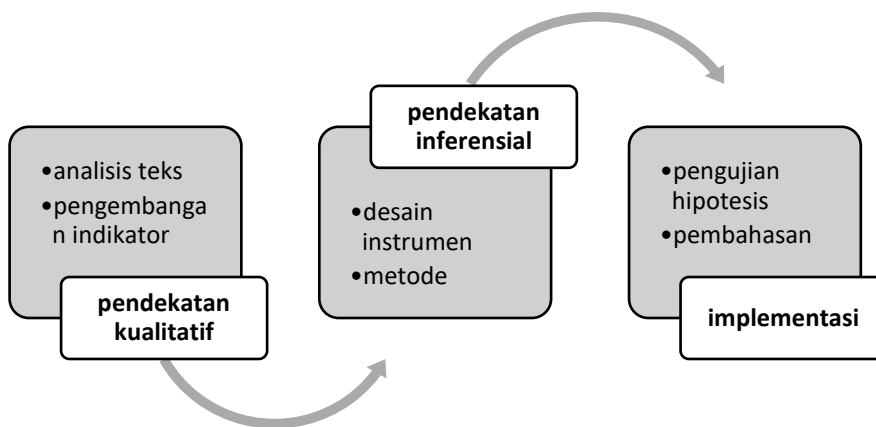 •analisis teks
•pengembanga
n indikator
pendekatan
kualitatif
pendekatan
inferensial
•desain
instrumen
•metode
•pengujian
hipotesis
•pembahasan
implementasi